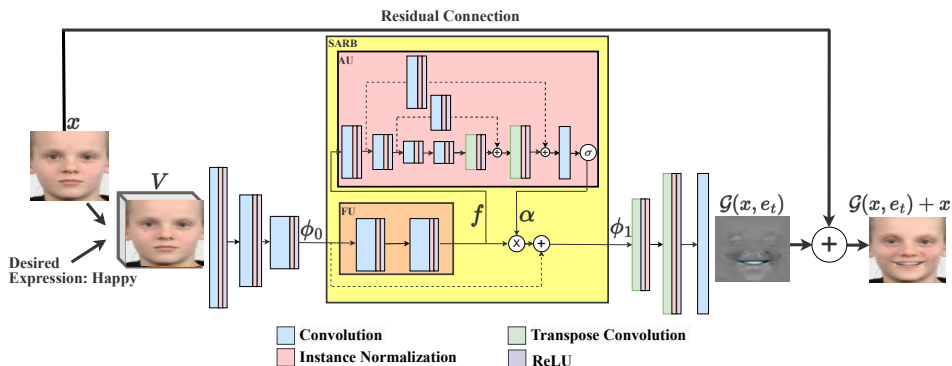 Residual Connection
x
V
Desired
Expression: Happy
SARB
AU
σ
FU
f
α
ϕ₀
ϕ₁
X
+
+
+
+
G(x, eₜ)
+
G(x, eₜ) + x
Convolution
Instance Normalization
Transpose Convolution
ReLU